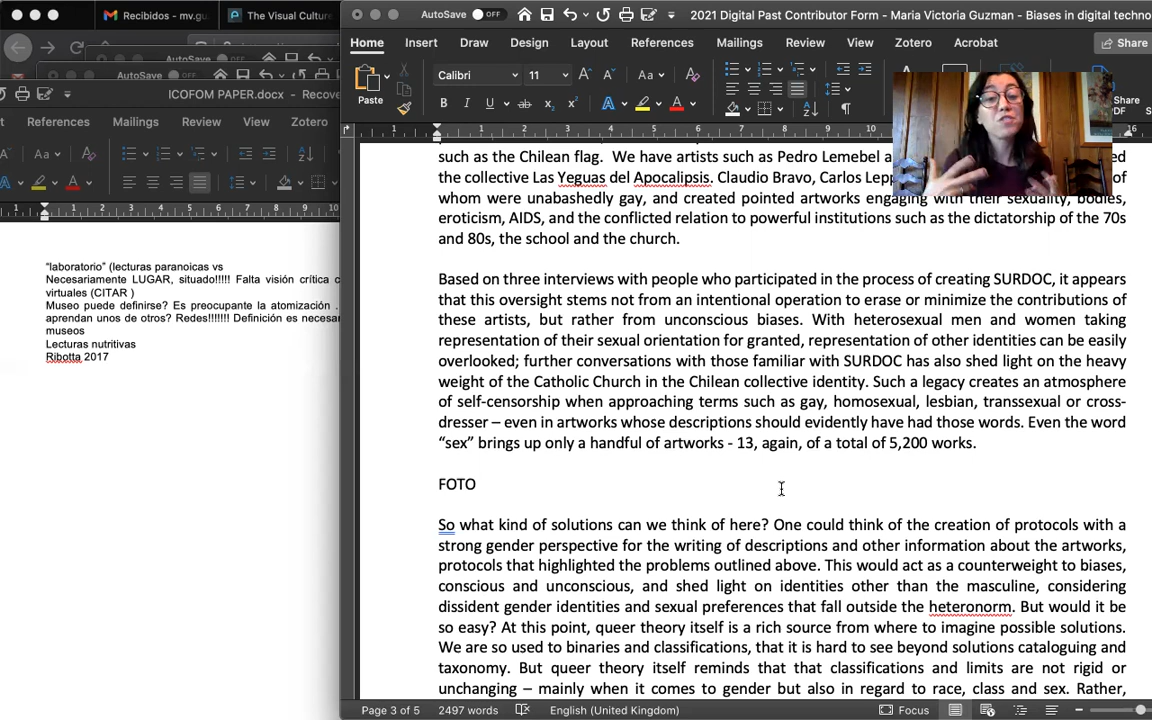 Recibidos - mv.gu
The Visual Culture
AutoSave OFF
2021 Digital Past Contributor Form - Maria Victoria Guzman - Biases in digital techno
Home Insert Draw Design Layout References Mailings Review View Zotero Acrobat Share
AutoSave
ICOFOM PAPER.docx - Recove
References Mailings Review View Zotero
Paste
Calibri 11
Share
PDF
such as the Chilean flag. We have artists such as Pedro Lemebel a
the collective Las Yeguas del Apocalipsis. Claudio Bravo, Carlos Lepp of
whom were unabashedly gay, and created pointed artworks engaging with their sexuality, bodies,
eroticism, AIDS, and the conflicted relation to powerful institutions such as the dictatorship of the 70s
and 80s, the school and the church.
Based on three interviews with people who participated in the process of creating SURDOC, it appears
that this oversight stems not from an intentional operation to erase or minimize the contributions of
these artists, but rather from unconscious biases. With heterosexual men and women taking
representation of their sexual orientation for granted, representation of other identities can be easily
overlooked; further conversations with those familiar with SURDOC has also shed light on the heavy
weight of the Catholic Church in the Chilean collective identity. Such a legacy creates an atmosphere
of self-censorship when approaching terms such as gay, homosexual, lesbian, transsexual or cross-
dresser – even in artworks whose descriptions should evidently have had those words. Even the word
“sex” brings up only a handful of artworks - 13, again, of a total of 5,200 works.
FOTO
So what kind of solutions can we think of here? One could think of the creation of protocols with a
strong gender perspective for the writing of descriptions and other information about the artworks,
protocols that highlighted the problems outlined above. This would act as a counterweight to biases,
conscious and unconscious, and shed light on identities other than the masculine, considering
dissident gender identities and sexual preferences that fall outside the heteronorm. But would it be
so easy? At this point, queer theory itself is a rich source from where to imagine possible solutions.
We are so used to binaries and classifications, that it is hard to see beyond solutions cataloguing and
taxonomy. But queer theory itself reminds that that classifications and limits are not rigid or
unchanging – mainly when it comes to gender but also in regard to race, class and sex. Rather,
“laboratorio” (lecturas paranoicas vs
Necesariamente LUGAR, situado!!!!! Falta visión crítica c
virtuales (CITAR )
Museo puede definirse? Es preocupante la atomización .
aprendan unos de otros? Redes!!!!!!! Definición es necesar
museos
Lecturas nutritivas
Ribotta 2017
Page 3 of 5 2497 words English (United Kingdom) Focus